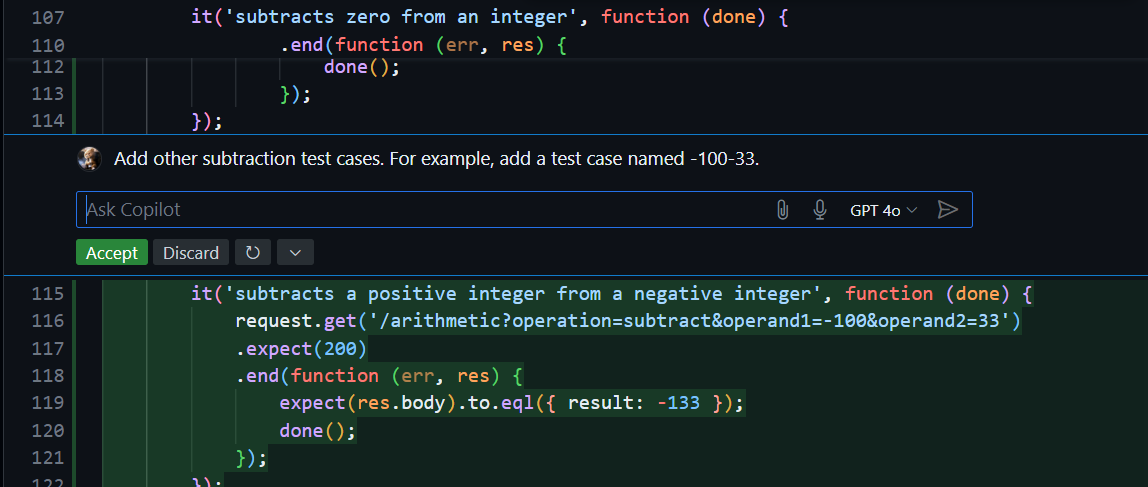 107 it('subtracts zero from an integer', function (done) {
110 .end(function (err, res) {
112 done();
113 });
114 });
Add other subtraction test cases. For example, add a test case named -100-33.
Ask Copilot GPT 4o
Accept Discard
115 it('subtracts a positive integer from a negative integer', function (done) {
116 request.get('/arithmetic?operation=subtract&operand1=-100&operand2=33')
117 .expect(200)
118 .end(function (err, res) {
119 expect(res.body).to.eql({ result: -133 });
120 done();
121 });
122 });